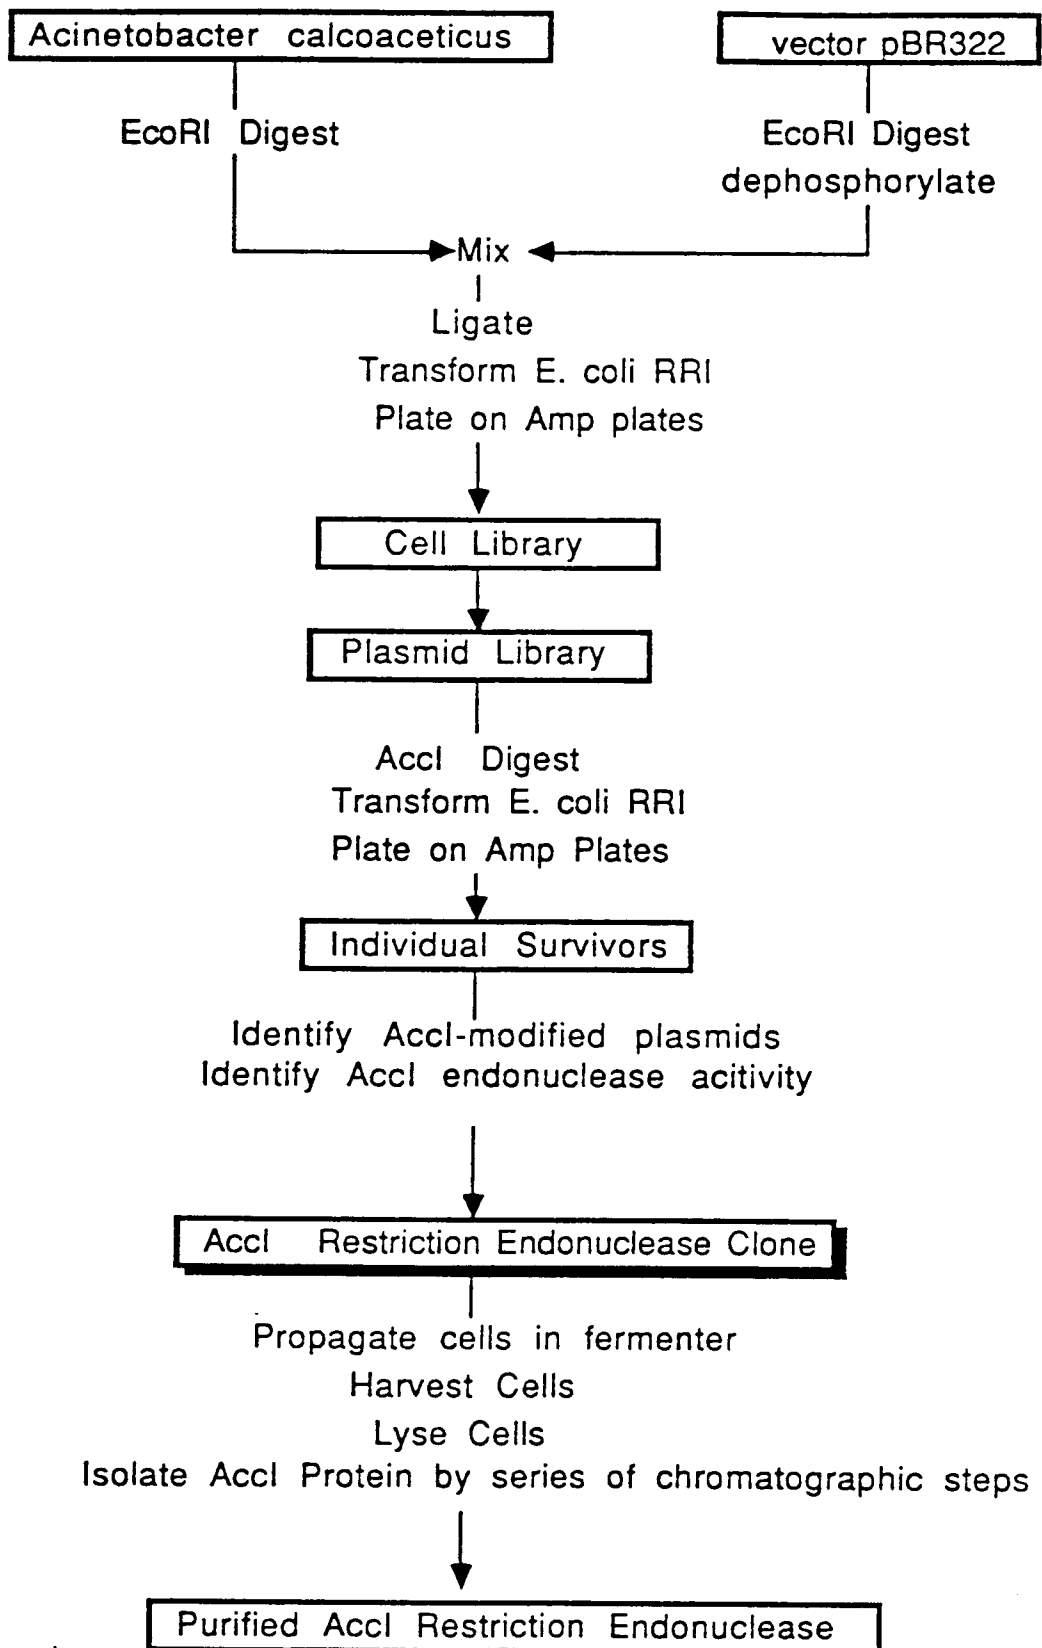 Acinetobacter calcoaceticus
vector pBR322
EcoRI Digest
EcoRI Digest
dephosphorylate
Mix
Ligate
Transform E. coli RRI
Plate on Amp plates
Cell Library
Plasmid Library
AccI Digest
Transform E. coli RRI
Plate on Amp Plates
Individual Survivors
Identify AccI-modified plasmids
Identify AccI endonuclease acitivity
AccI Restriction Endonuclease Clone
Propagate cells in fermenter
Harvest Cells
Lyse Cells
Isolate AccI Protein by series of chromatographic steps
Purified AccI Restriction Endonuclease